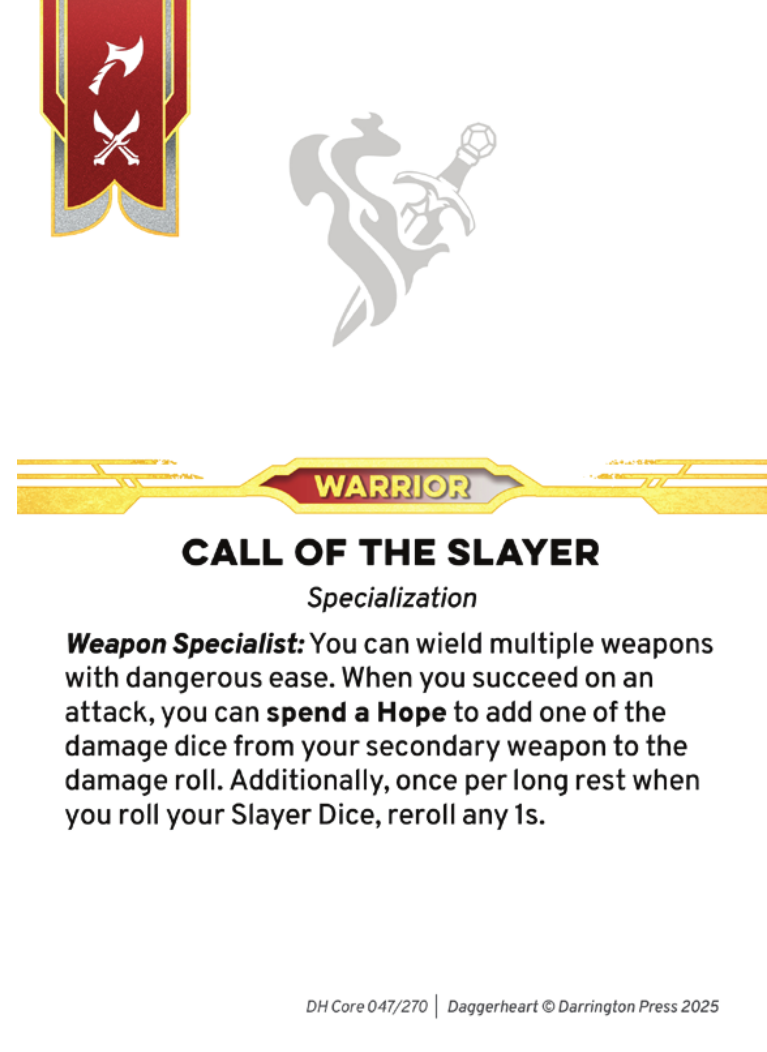 WARRIOR
CALL OF THE SLAYER
Specialization
Weapon Specialist: You can wield multiple weapons
with dangerous ease. When you succeed on an
attack, you can spend a Hope to add one of the
damage dice from your secondary weapon to the
damage roll. Additionally, once per long rest when
you roll your Slayer Dice, reroll any 1s.
DH Core 047/270 | Daggerheart © Darrington Press 2025